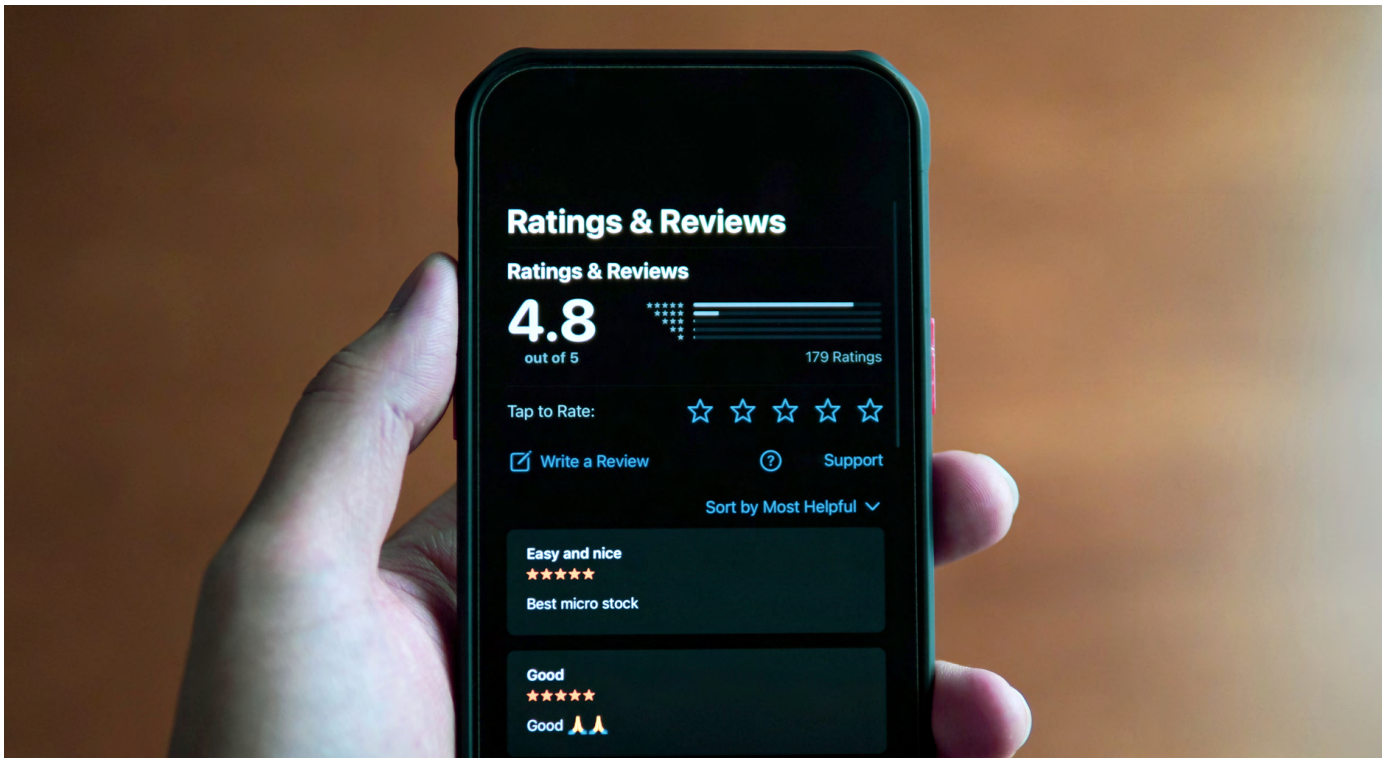 Ratings & Reviews
Ratings & Reviews
4.8
out of 5
179 Ratings
Tap to Rate:
Write a Review
?
Support
Sort by Most Helpful
Easy and nice
Best micro stock
Good
Good 🙏🙏